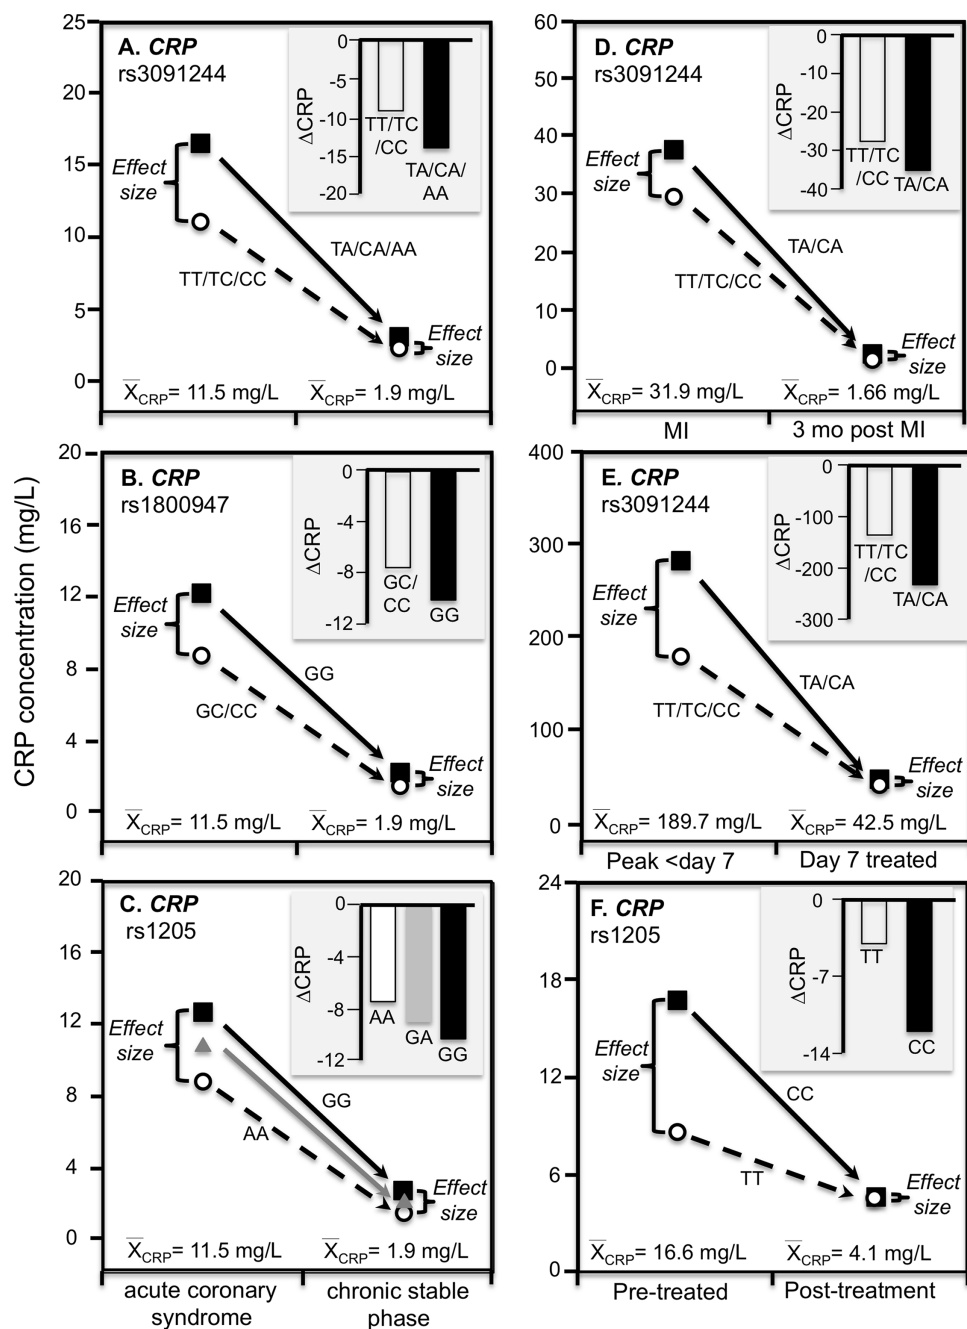 CRP concentration (mg/L)
A. CRP
rs3091244
25
20
15
10
5
0
Effect
size
TA/CA/AA
TT/TC/CC
Effect
size
X̅CRP= 11.5 mg/L
X̅CRP= 1.9 mg/L
ΔCRP
0
-5
-10
-15
-20
TT/TC
/CC
TA/CA/
AA
B. CRP
rs1800947
20
16
12
8
4
0
Effect
size
GG
GC/CC
Effect
size
X̅CRP= 11.5 mg/L
X̅CRP= 1.9 mg/L
ΔCRP
0
-4
-8
-12
GC/
CC
GG
C. CRP
rs1205
20
16
12
8
4
0
Effect
size
GG
AA
Effect
size
X̅CRP= 11.5 mg/L
X̅CRP= 1.9 mg/L
ΔCRP
0
-4
-8
-12
AA
GA
GG
acute coronary
syndrome
chronic stable
phase
D. CRP
rs3091244
60
50
40
30
20
10
0
Effect
size
TA/CA
TT/TC/CC
Effect
size
X̅CRP= 31.9 mg/L
X̅CRP= 1.66 mg/L
ΔCRP
0
-10
-20
-30
-40
TT/TC
/CC
TA/CA
MI
3 mo post MI
E. CRP
rs3091244
400
300
200
100
0
Effect
size
TA/CA
TT/TC/CC
Effect
size
X̅CRP= 189.7 mg/L
X̅CRP= 42.5 mg/L
ΔCRP
0
-100
-200
-300
TT/TC
/CC
TA/CA
Peak <day 7
Day 7 treated
F. CRP
rs1205
24
18
12
6
0
Effect
size
CC
TT
Effect
size
X̅CRP= 16.6 mg/L
X̅CRP= 4.1 mg/L
ΔCRP
0
-7
-14
TT
CC
Pre-treated
Post-treatment